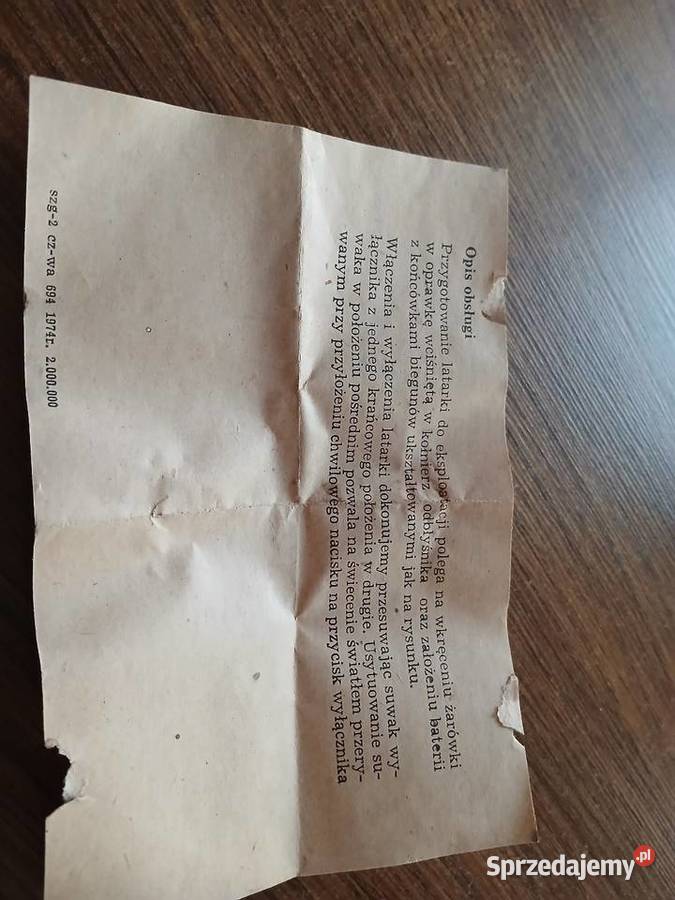 Opis obsługi
Przygotowanie latarki do eksploatacji polega na wkręceniu żarówki
w oprawkę wciśniętą w kołnierz odbłyśnika oraz założeniu baterii
z końcówkami biegunów ukształtowanymi jak na rysunku.
Włączenia i wyłączenia latarki dokonujemy przesuwając suwak wy-
łącznika z jednego krańcowego położenia w drugie. Usytuowanie su-
waka w położeniu pośrednim pozwala na świecenie światłem przery-
wanym przy przyłożeniu chwilowego nacisku na przycisk wyłącznika
szg-2 cz-wa 694 1974r. 2.000.000
Sprzedajemy.pl